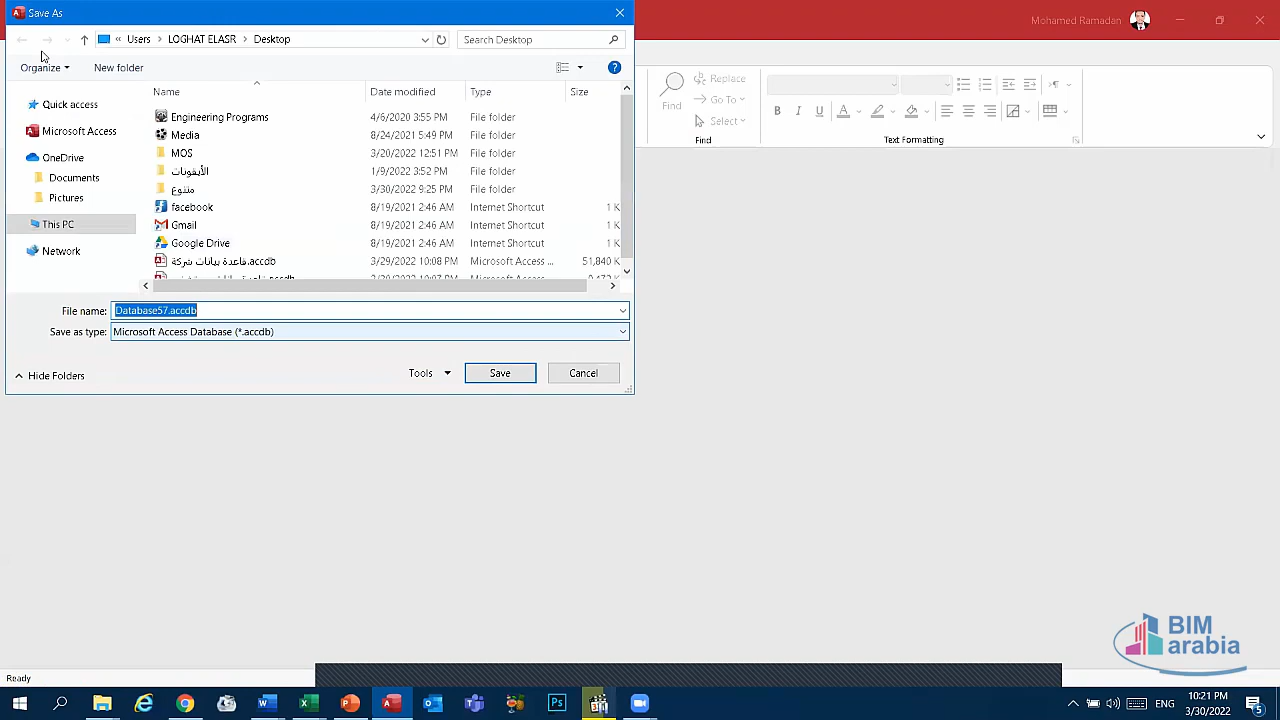 Save As
Mohamed Ramadan
Users
LOGHAT ELASR
Desktop
Search Desktop
Organize
New folder
Name
Date modified
Type
Size
Quick access
Microsoft Access
OneDrive
Documents
Pictures
This PC
Network
4/6/2020 3:55 PM
File folder
Media
8/24/2021 5:49 PM
File folder
MOS
3/20/2022 12:51 PM
File folder
الأيقونات
1/9/2022 3:52 PM
File folder
متنوع
3/30/2022 9:25 PM
File folder
facebook
8/19/2021 2:46 AM
Internet Shortcut
1 K
Gmail
8/19/2021 2:46 AM
Internet Shortcut
1 K
Google Drive
8/19/2021 2:46 AM
Internet Shortcut
1 K
قاعدة بيانات شركة.accdb
3/29/2022 10:08 PM
Microsoft Access ...
51,840 K
File name:
Database57.accdb
Save as type:
Microsoft Access Database (*.accdb)
Hide Folders
Tools
Save
Cancel
Find
Replace
Go To
Select
Find
B I U
A
Text Formatting
BIM
arabia
Ready
Ps
ENG
10:21 PM
3/30/2022
5